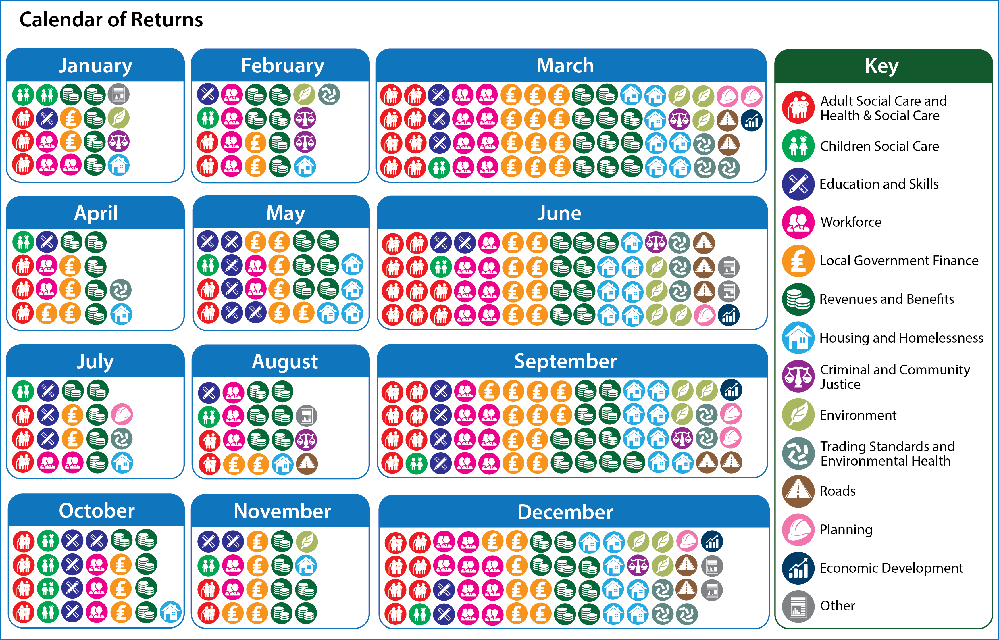 Calendar of Returns
January
February
March
April
May
June
July
August
September
October
November
December
Key
Adult Social Care and
Health & Social Care
Children Social Care
Education and Skills
Workforce
Local Government Finance
Revenues and Benefits
Housing and Homelessness
Criminal and Community
Justice
Environment
Trading Standards and
Environmental Health
Roads
Planning
Economic Development
Other